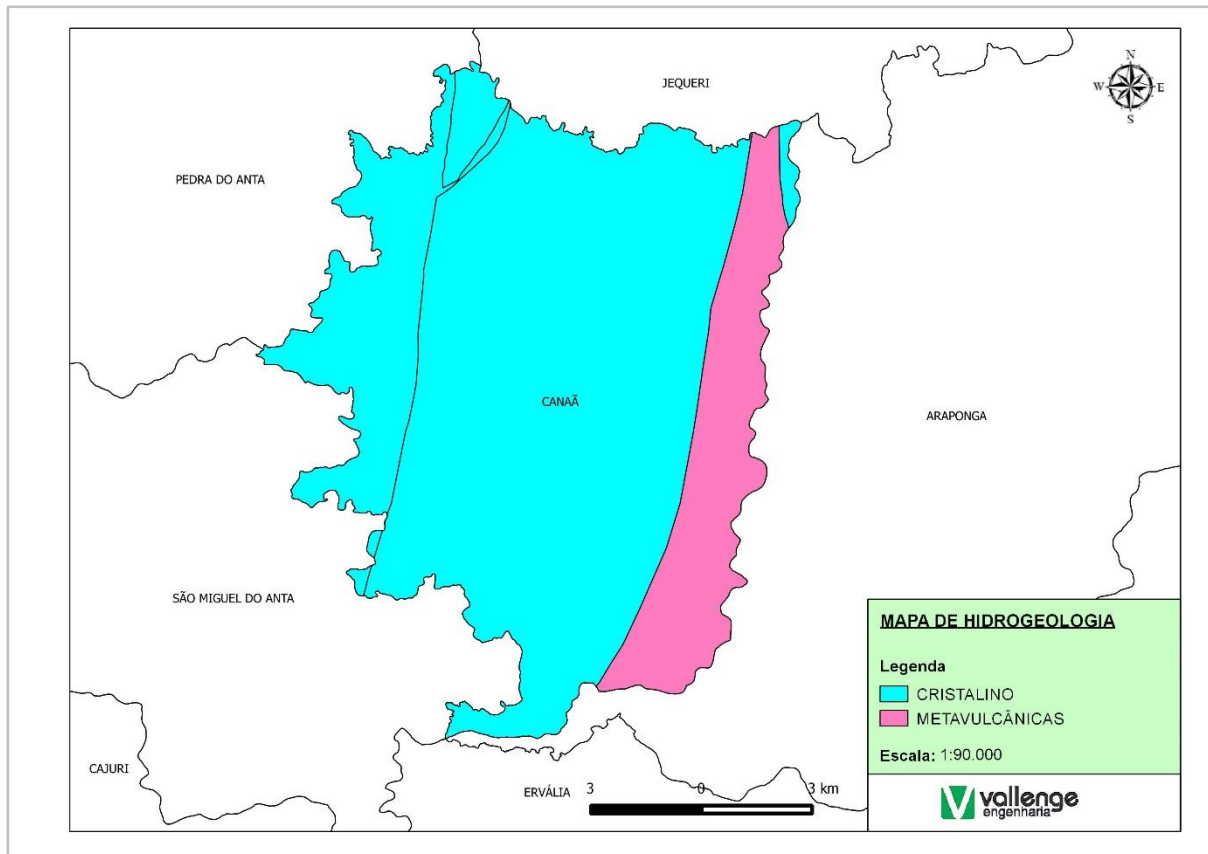 N
W E
S
JEQUERI
PEDRA DO ANTA
CANAÃ
ARAPONGA
SÃO MIGUEL DO ANTA
CAJURI
ERVÁLIA
3 0 3 km
MAPA DE HIDROGEOLOGIA
Legenda
CRISTALINO
METAVULCÂNICAS
Escala: 1:90.000
vallenge
engenharia